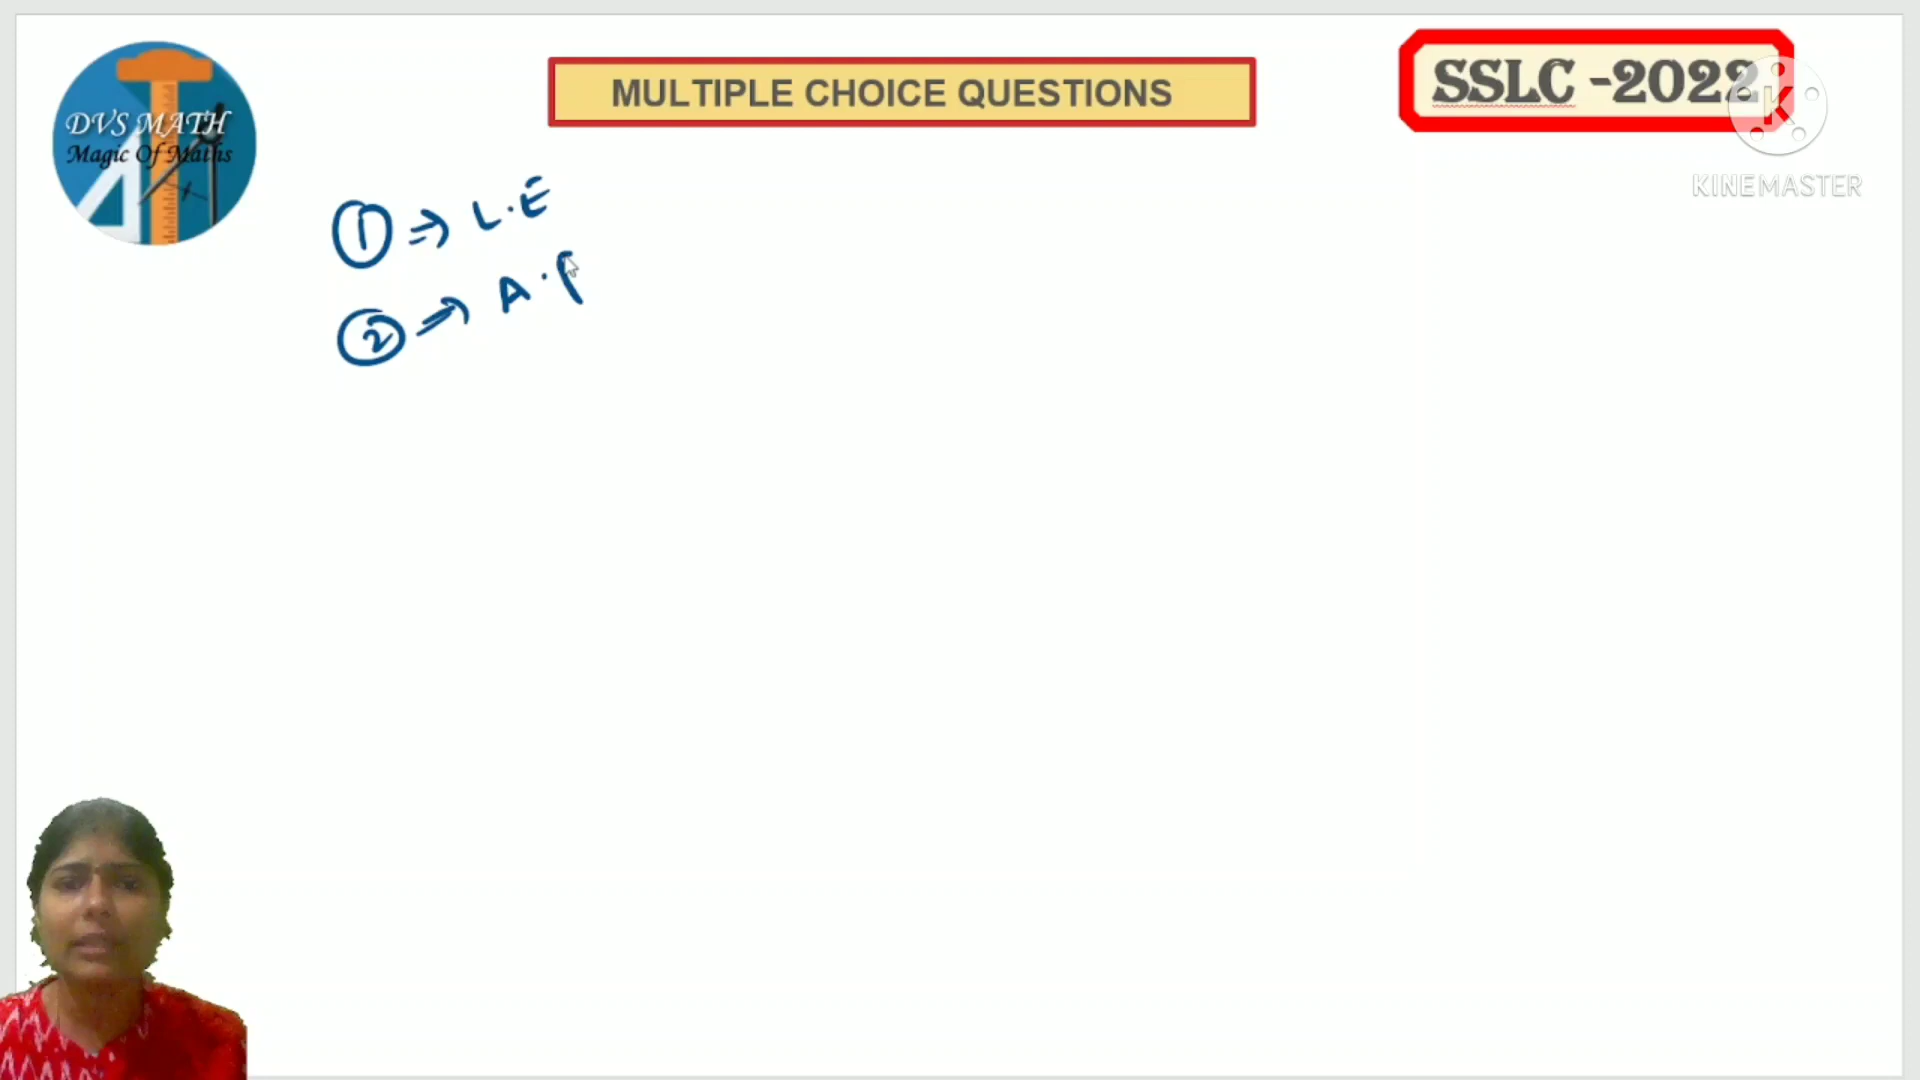 DVS MATH
Magic Of Maths
MULTIPLE CHOICE QUESTIONS
SSLC -2022
KINEMASTER
① ⇒ L.E
② ⇒ A.P